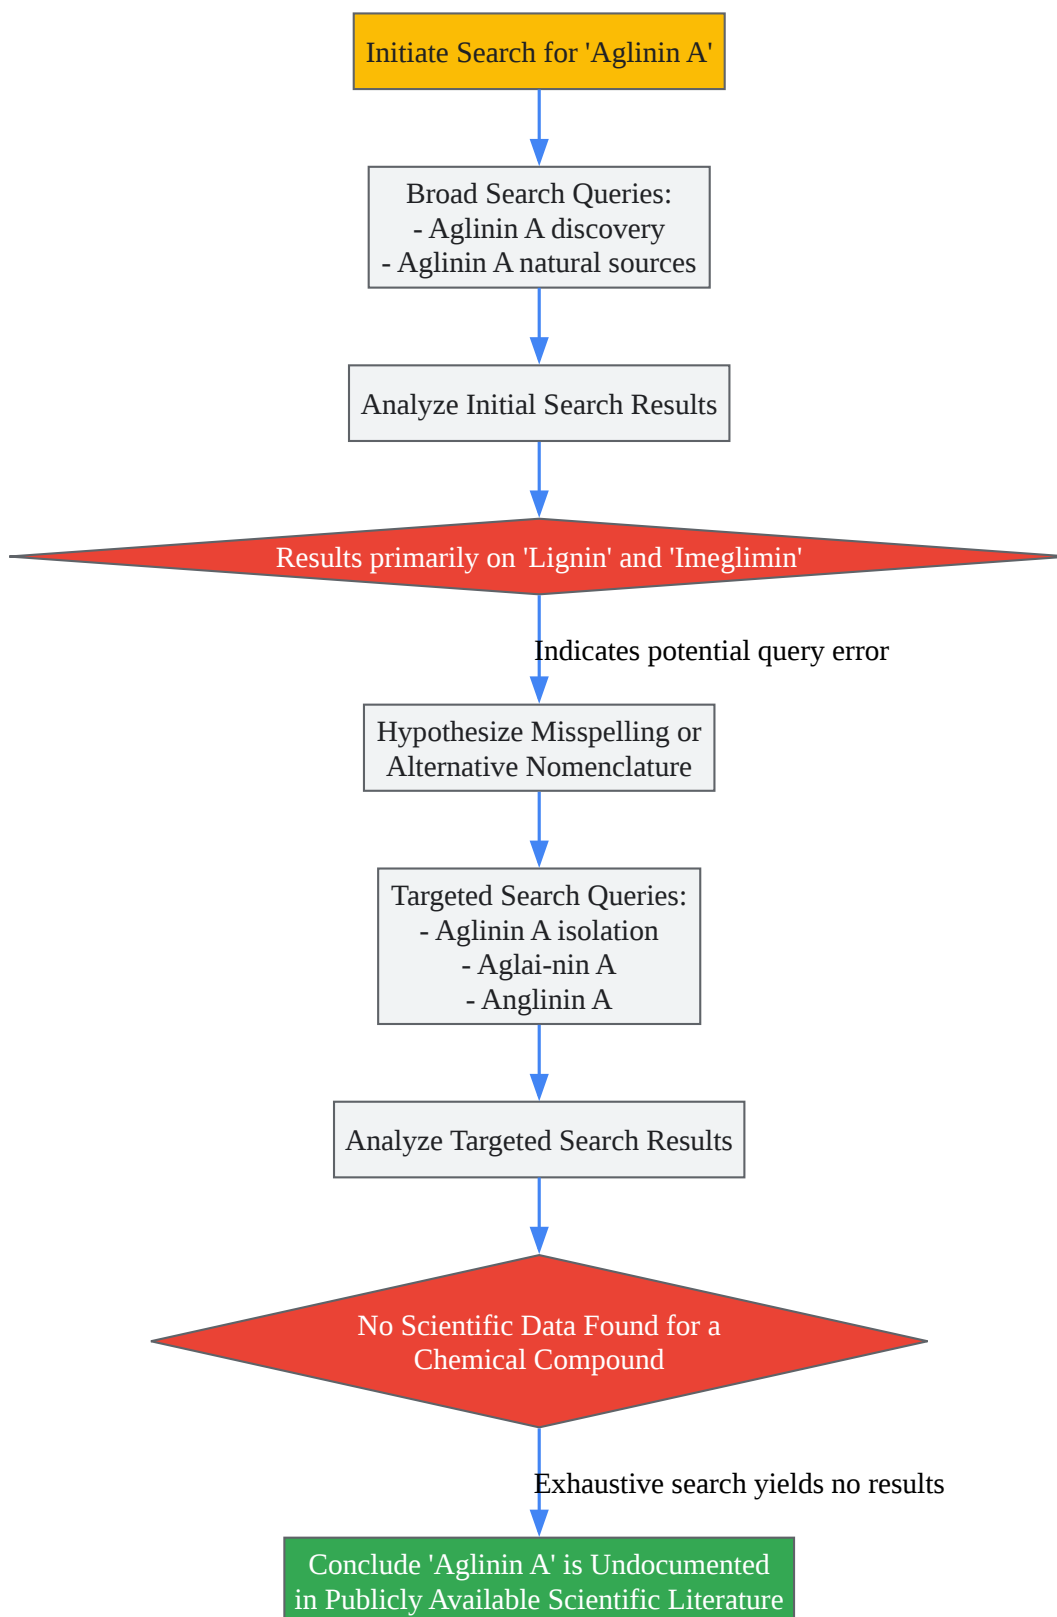 Initiate Search for 'Aglinin A'
Broad Search Queries:
- Aglinin A discovery
- Aglinin A natural sources
Analyze Initial Search Results
Results primarily on 'Lignin' and 'Imeglimin'
Indicates potential query error
Hypothesize Misspelling or
Alternative Nomenclature
Targeted Search Queries:
- Aglinin A isolation
- Aglai-nin A
- Anglinin A
Analyze Targeted Search Results
No Scientific Data Found for a
Chemical Compound
Exhaustive search yields no results
Conclude 'Aglinin A' is Undocumented
in Publicly Available Scientific Literature